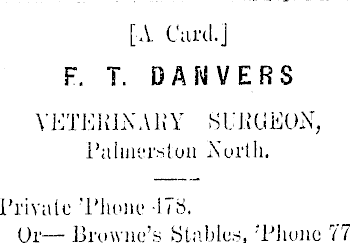 [A Card.]
F. T. DANVERS
VETERINARY SURGEON,
Palmerston North.
Private 'Phone 478.
Or— Browne's Stables, 'Phone 77